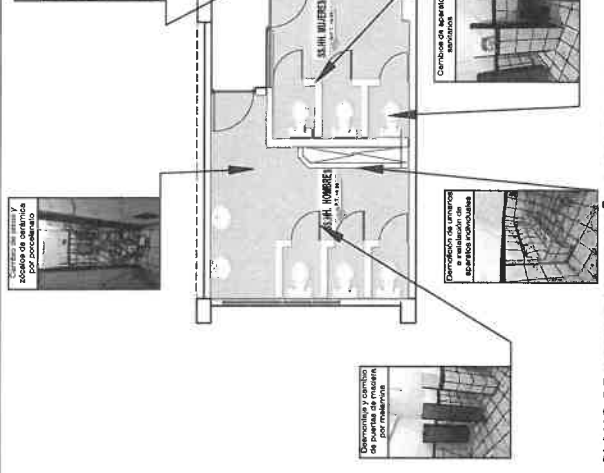 Cambio de pisos y
zócalos de cerámica
por porcelanato
SS.HH. MUJERES
Cambios de aparatos
sanitarios
SS.HH. HOMBRES
Demolición de urinarios
e instalación de
aparatos individuales
Desmontaje y cambio
de puertas de madera
por melamina